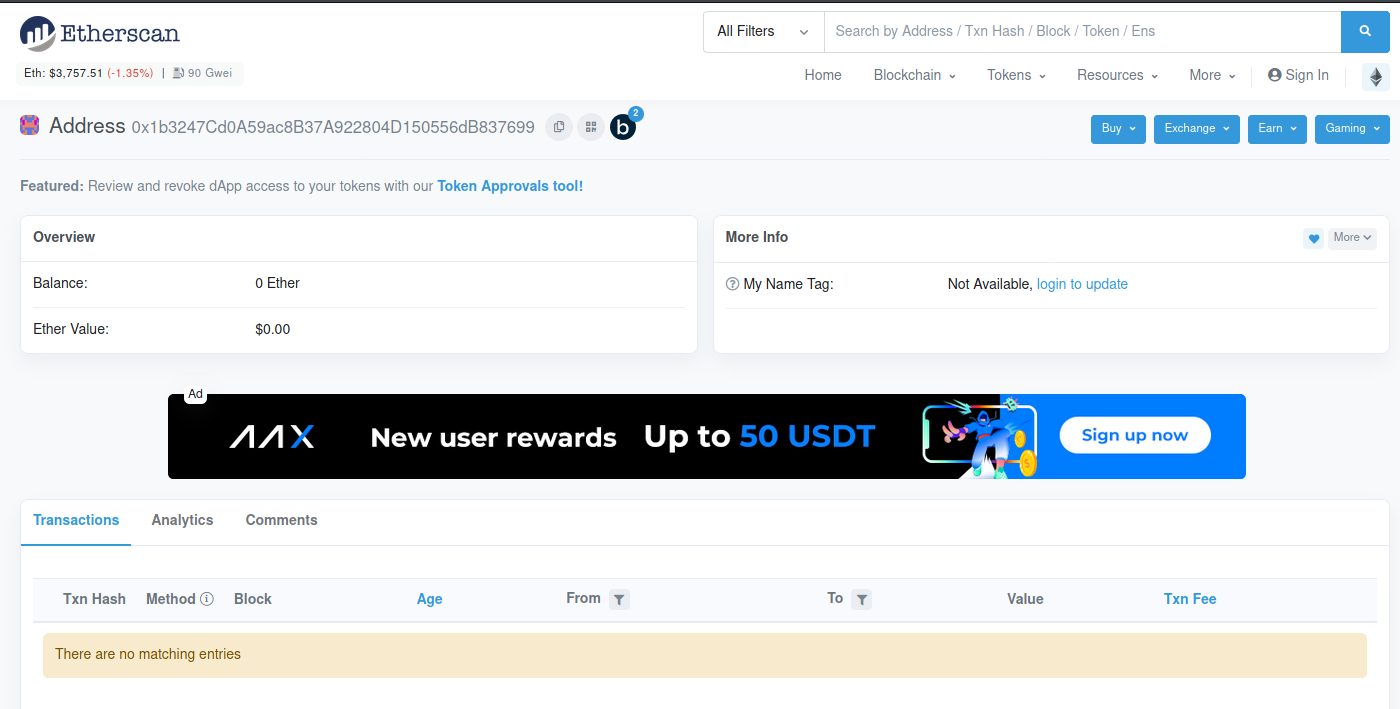 Etherscan
All Filters
Search by Address / Txn Hash / Block / Token / Ens
Eth: $3,757.51 (-1.35%) | 90 Gwei
Home Blockchain Tokens Resources More Sign In
Address 0x1b3247Cd0A59ac8B37A922804D150556dB837699
b 2
Buy Exchange Earn Gaming
Featured: Review and revoke dApp access to your tokens with our Token Approvals tool!
Overview
Balance: 0 Ether
Ether Value: $0.00
More Info
More
My Name Tag: Not Available, login to update
Ad
AAX New user rewards Up to 50 USDT Sign up now
Transactions Analytics Comments
Txn Hash Method Block Age From To Value Txn Fee
There are no matching entries